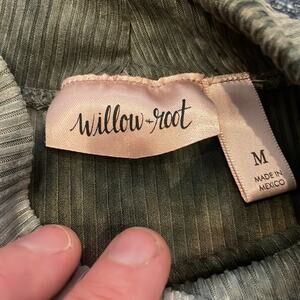 willow + root
M
MADE IN
MEXICO